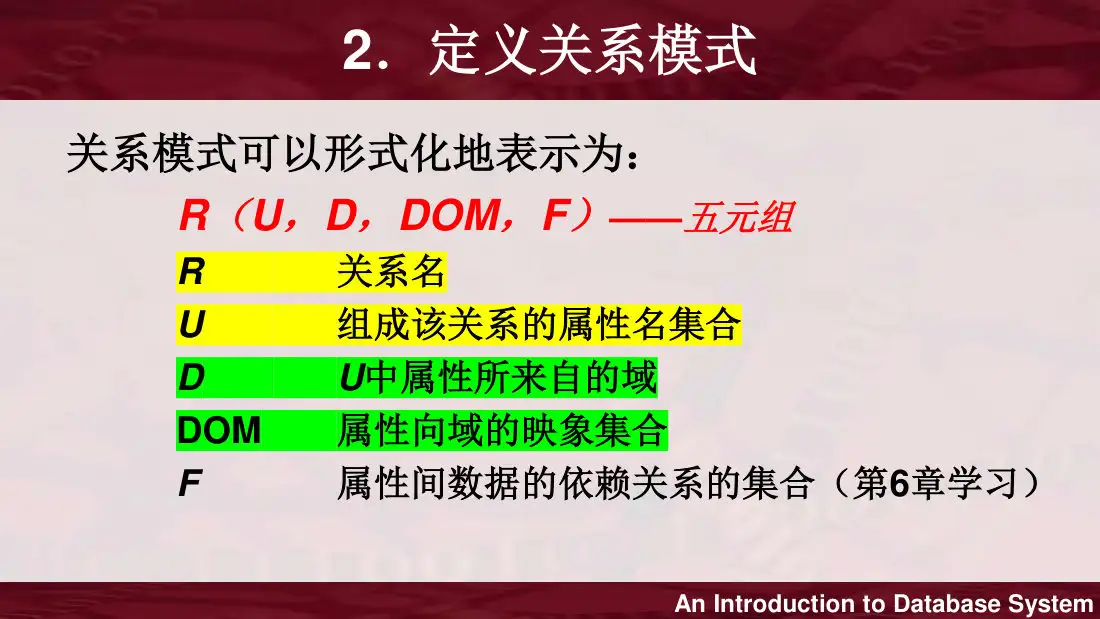 2．定义关系模式
关系模式可以形式化地表示为：
R（U，D，DOM，F）——五元组
R 关系名
U 组成该关系的属性名集合
D U中属性所来自的域
DOM 属性向域的映象集合
F 属性间数据的依赖关系的集合（第6章学习）
An Introduction to Database System